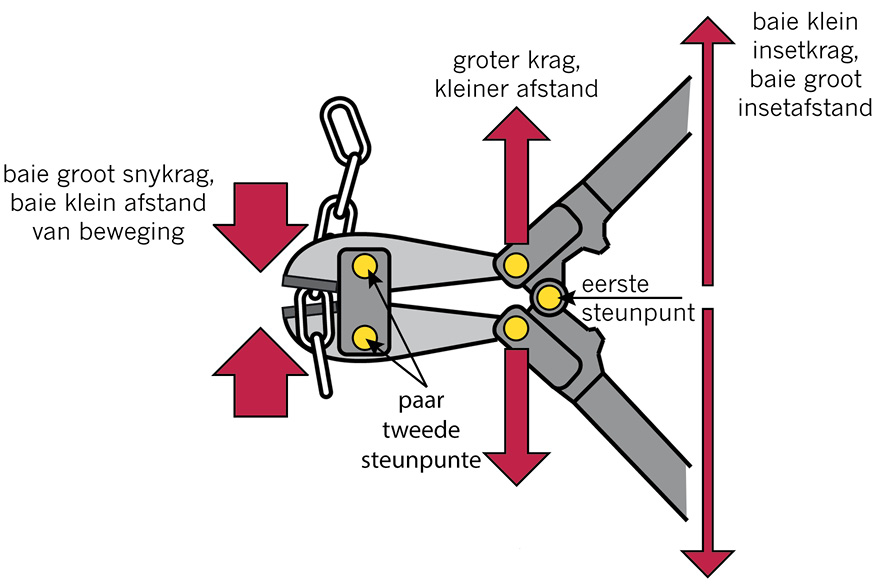 baie klein
insetkrag,
baie groot
insetafstand
groter krag,
kleiner afstand
baie groot snykrag,
baie klein afstand
van beweging
eerste
steunpunt
paar
tweede
steunpunte